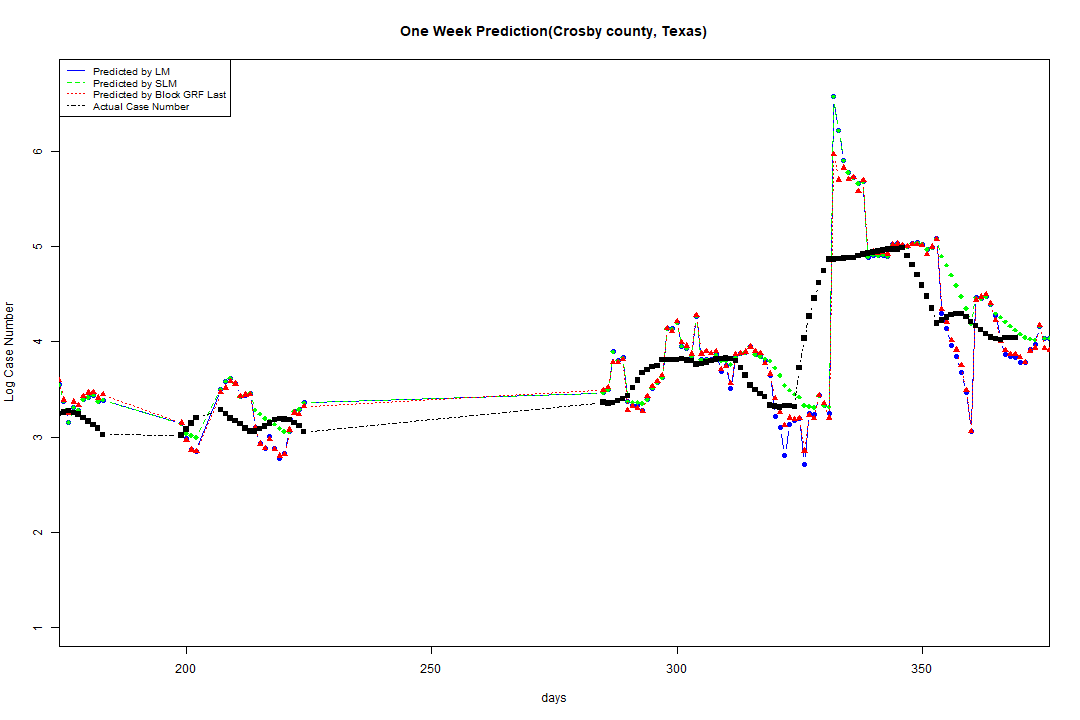 One Week Prediction(Crosby county, Texas)
Predicted by LM
Predicted by SLM
Predicted by Block GRF Last
Actual Case Number
6
5
4
3
2
1
Log Case Number
200
250
300
350
days